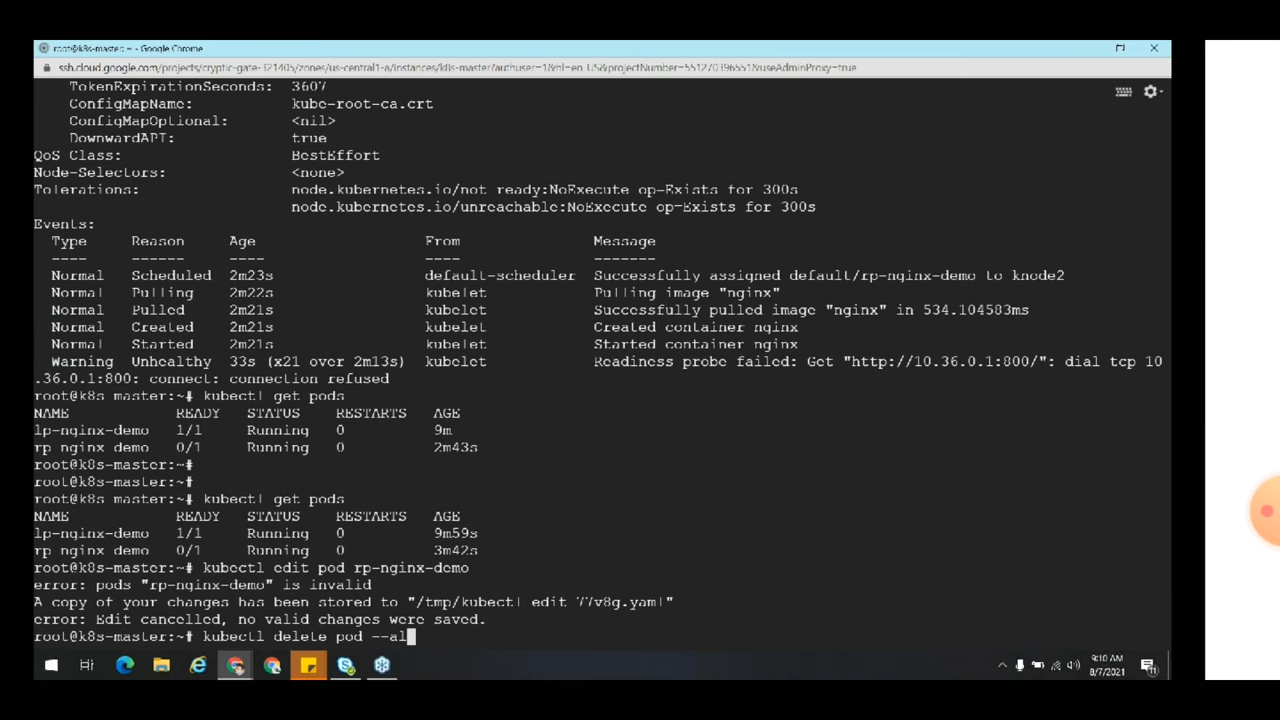 root@k8s-master: ~ - Google Chrome
ssh.cloud.google.com/projects/cryptic-gate-321405/zones/us-central1-a/instances/k8s-master?authuser=1&hl=en_US&projectNumber=551270396551&useAdminProxy=true
TokenExpirationSeconds: 3607
ConfigMapName: kube-root-ca.crt
ConfigMapOptional: <nil>
DownwardAPI: true
QoS Class: BestEffort
Node-Selectors: <none>
Tolerations: node.kubernetes.io/not ready:NoExecute op=Exists for 300s
node.kubernetes.io/unreachable:NoExecute op=Exists for 300s
Events:
Type Reason Age From Message
---- ------ ---- ---- -------
Normal Scheduled 2m23s default-scheduler Successfully assigned default/rp-nginx-demo to knode2
Normal Pulling 2m22s kubelet Pulling image "nginx"
Normal Pulled 2m21s kubelet Successfully pulled image "nginx" in 534.104583ms
Normal Created 2m21s kubelet Created container nginx
Normal Started 2m21s kubelet Started container nginx
Warning Unhealthy 33s (x21 over 2m13s) kubelet Readiness probe failed: Get "http://10.36.0.1:800/": dial tcp 10
.36.0.1:800: connect: connection refused
root@k8s master:~# kubectl get pods
NAME READY STATUS RESTARTS AGE
lp-nginx-demo 1/1 Running 0 9m
rp nginx demo 0/1 Running 0 2m43s
root@k8s-master:~#
root@k8s-master:~#
root@k8s master:~# kubectl get pods
NAME READY STATUS RESTARTS AGE
lp-nginx-demo 1/1 Running 0 9m59s
rp nginx demo 0/1 Running 0 3m42s
root@k8s-master:~# kubectl edit pod rp-nginx-demo
error: pods "rp-nginx-demo" is invalid
A copy of your changes has been stored to "/tmp/kubectl edit 77v8g.yaml"
error: Edit cancelled, no valid changes were saved.
root@k8s-master:~# kubectl delete pod --al
9:10 AM
8/7/2021